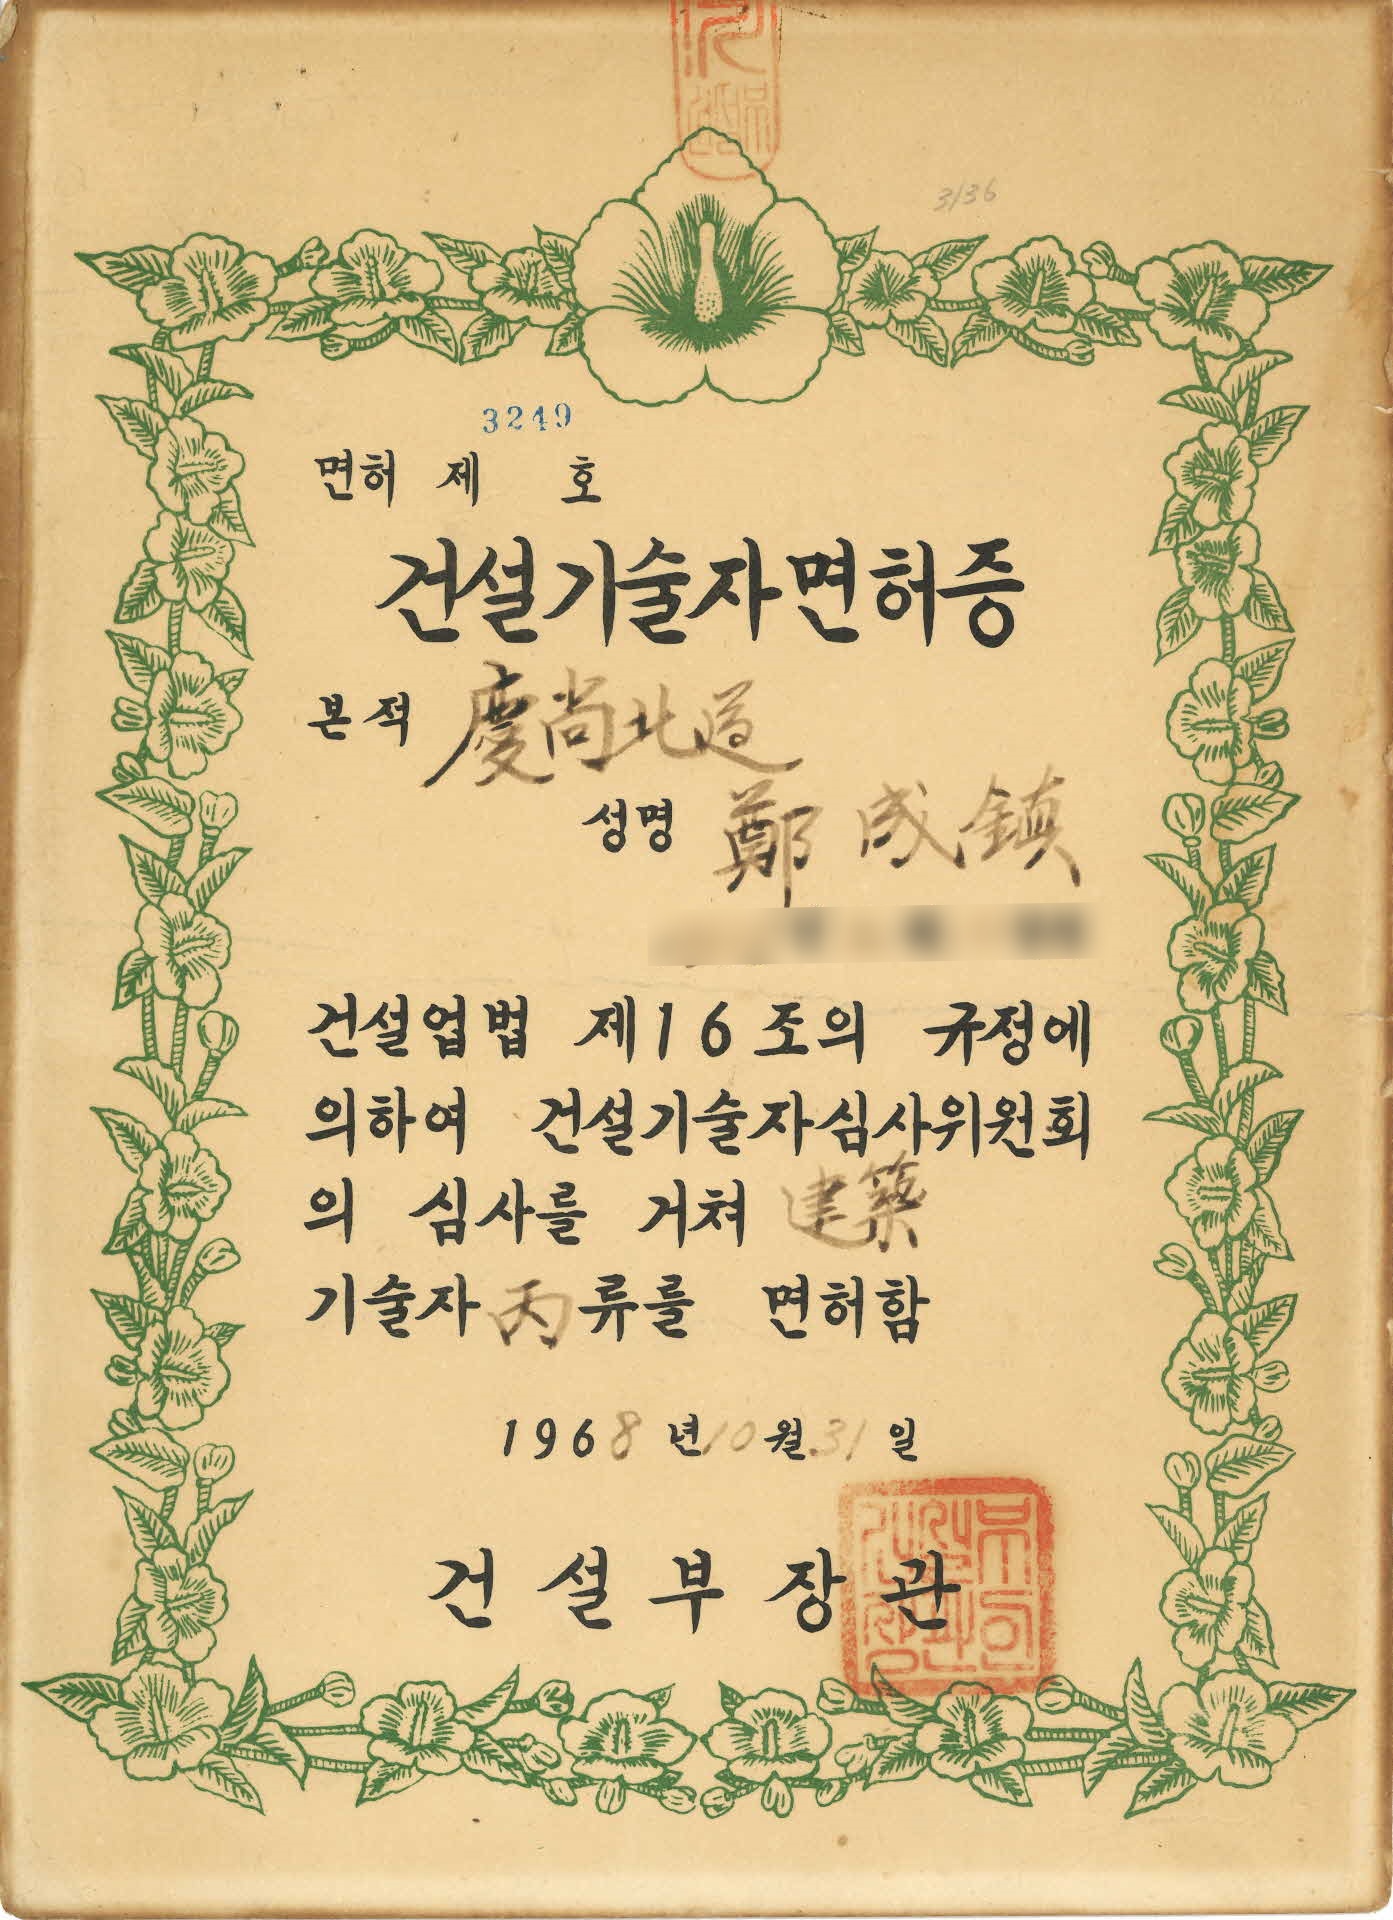 3136
3249
면허 제 호
건설기술자면허증
본적 慶尚北道
성명 鄭成鎮
건설업법 제16조의 규정에
의하여 건설기술자심사위원회
의 심사를 거쳐 建築
기술자 丙류를 면허함
1968년 10월 31일
건설부장관